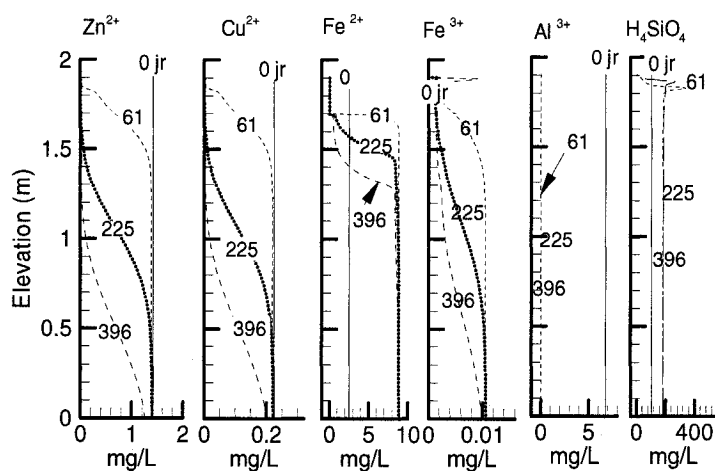 Zn2+ Cu2+ Fe2+ Fe3+ Al3+ H4SiO4
2 0 jr 0 jr 0 0 jr 0 jr 0 jr
61 61 61 61 61 61
1.5 225 225
Elevation (m)
1 225 225 396 225 225 396
0.5 396 396 396 396
0
0 1 2 0 0.2 0 5 10 0 0.01 0 5 0 400
mg/L mg/L mg/L mg/L mg/L mg/L